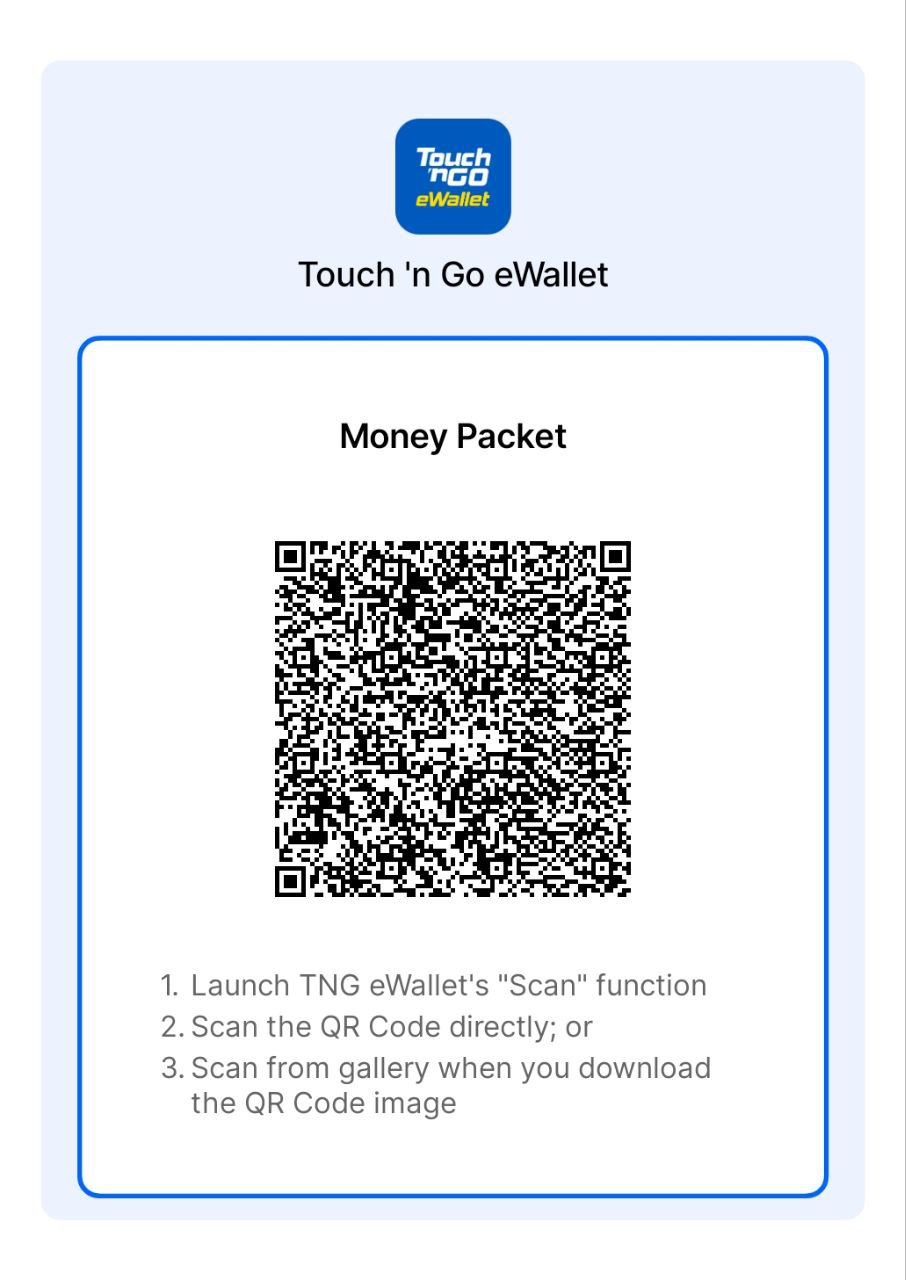 Touch
'nGO
eWallet
Touch 'n Go eWallet
Money Packet
1. Launch TNG eWallet's "Scan" function
2. Scan the QR Code directly; or
3. Scan from gallery when you download
the QR Code image